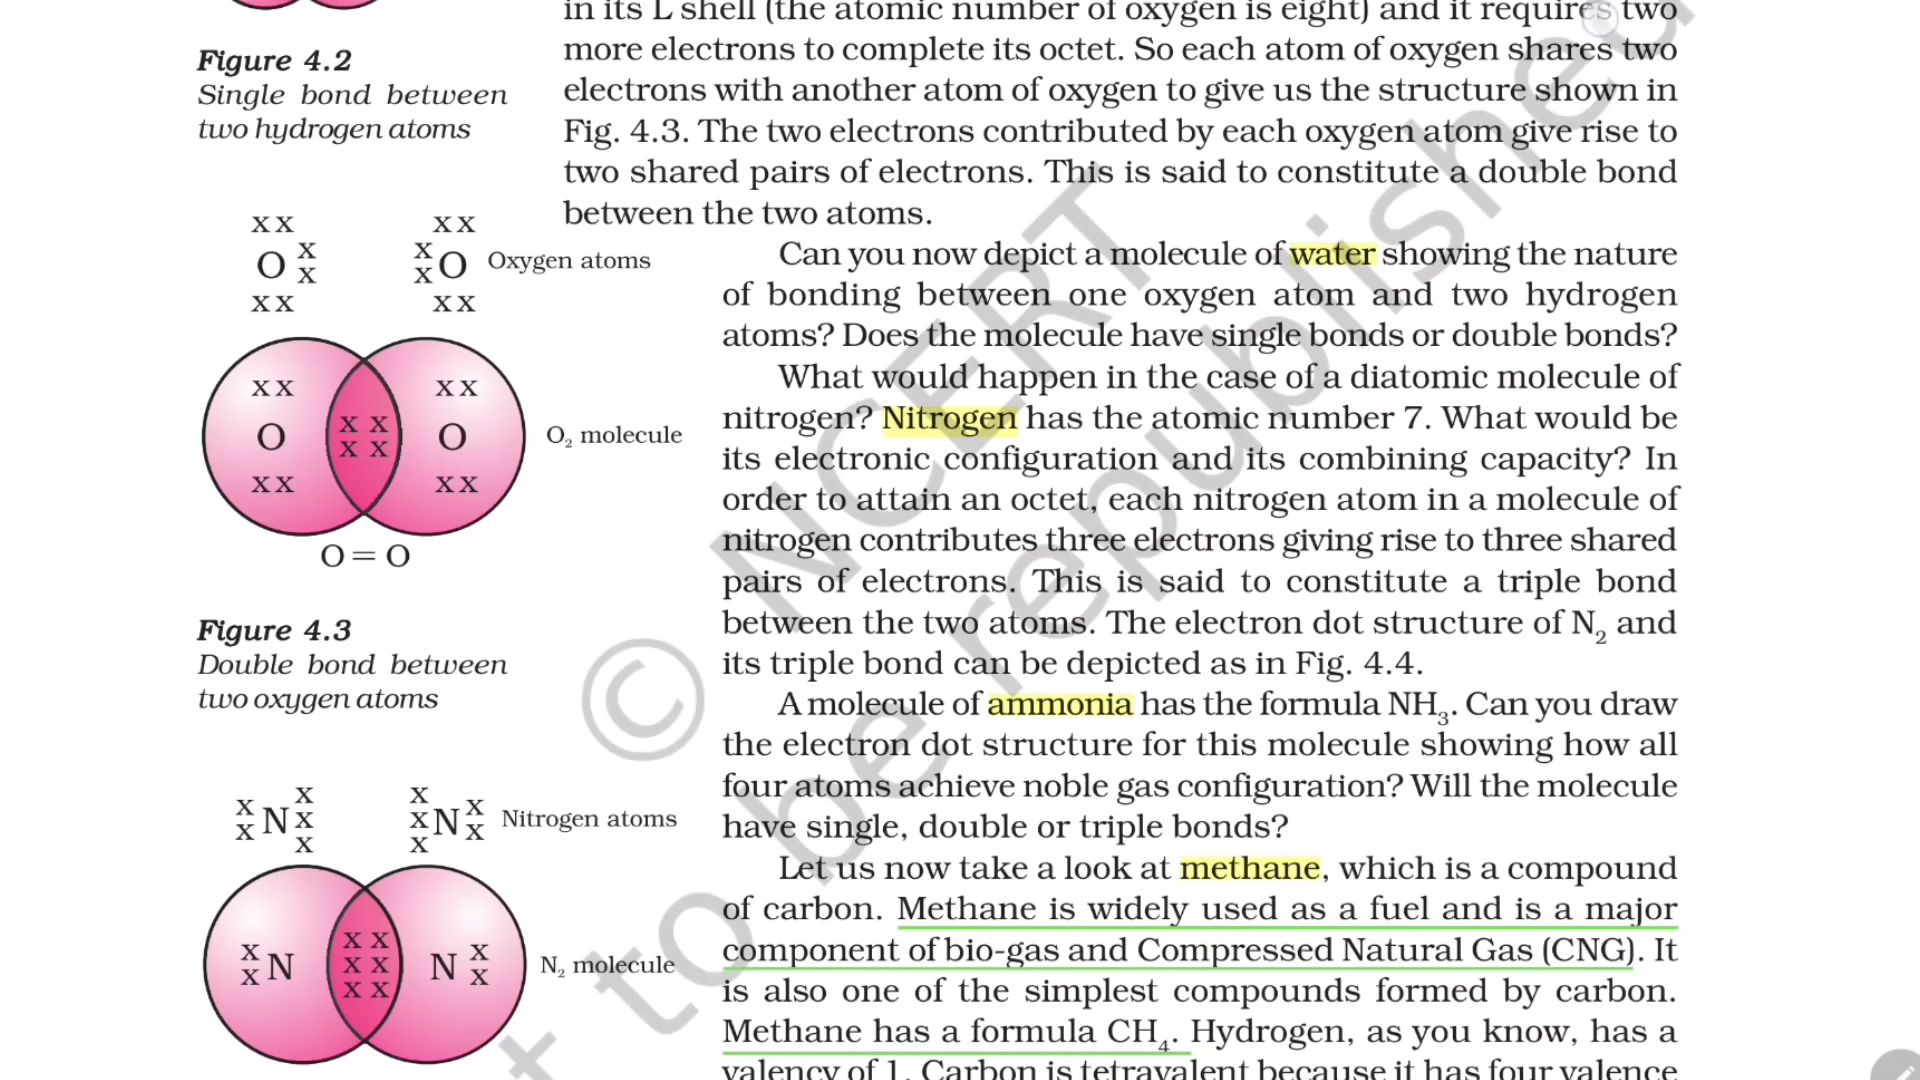 in its L shell (the atomic number of oxygen is eight) and it requires two
more electrons to complete its octet. So each atom of oxygen shares two
electrons with another atom of oxygen to give us the structure shown in
Fig. 4.3. The two electrons contributed by each oxygen atom give rise to
two shared pairs of electrons. This is said to constitute a double bond
between the two atoms.
Figure 4.2
Single bond between
two hydrogen atoms
x x x x
O x x x x O Oxygen atoms
x x x x
x x x x
O x x x x O O₂ molecule
x x x x
O = O
Figure 4.3
Double bond between
two oxygen atoms
x x N x x x x x x N x x Nitrogen atoms
x x N x x x x x x N x x N₂ molecule
Can you now depict a molecule of water showing the nature
of bonding between one oxygen atom and two hydrogen
atoms? Does the molecule have single bonds or double bonds?
What would happen in the case of a diatomic molecule of
nitrogen? Nitrogen has the atomic number 7. What would be
its electronic configuration and its combining capacity? In
order to attain an octet, each nitrogen atom in a molecule of
nitrogen contributes three electrons giving rise to three shared
pairs of electrons. This is said to constitute a triple bond
between the two atoms. The electron dot structure of N₂ and
its triple bond can be depicted as in Fig. 4.4.
A molecule of ammonia has the formula NH₃. Can you draw
the electron dot structure for this molecule showing how all
four atoms achieve noble gas configuration? Will the molecule
have single, double or triple bonds?
Let us now take a look at methane, which is a compound
of carbon. Methane is widely used as a fuel and is a major
component of bio-gas and Compressed Natural Gas (CNG). It
is also one of the simplest compounds formed by carbon.
Methane has a formula CH₄. Hydrogen, as you know, has a
valency of 1. Carbon is tetravalent because it has four valence
© NCERT
to be republished